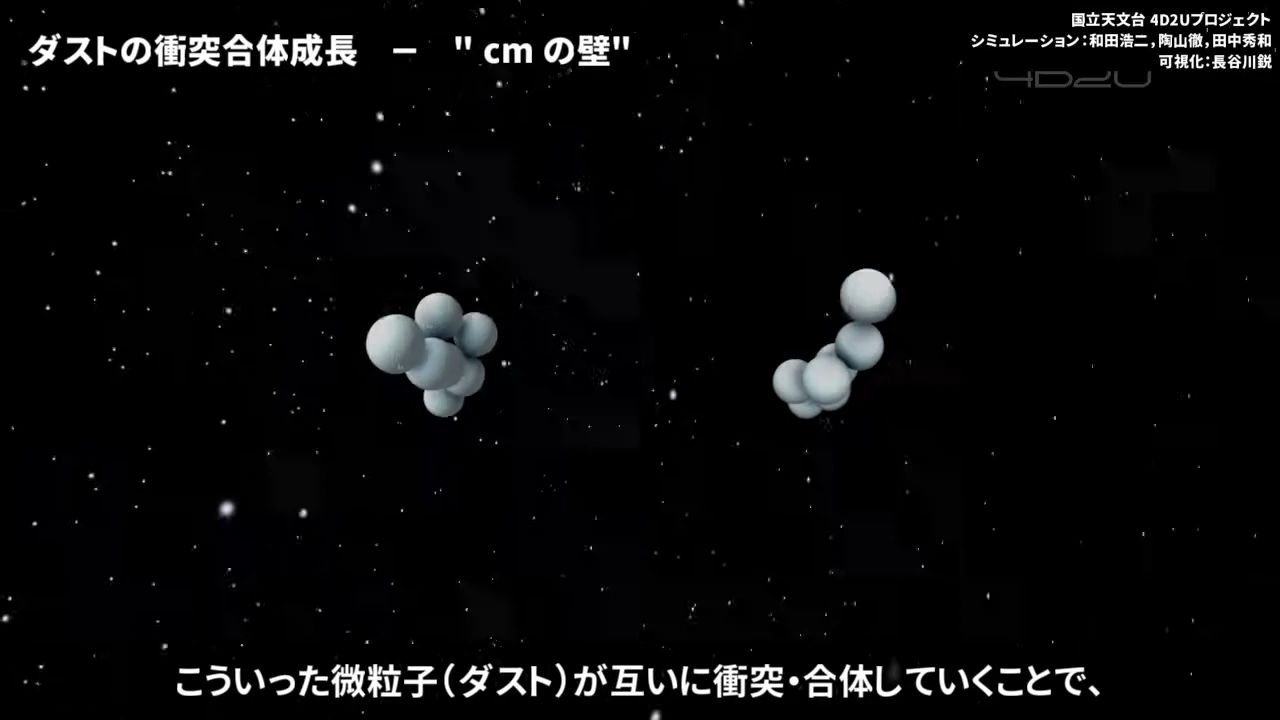 ダストの衝突合体成長　－　" cm の壁"
国立天文台 4D2Uプロジェクト
シミュレーション：和田浩二，陶山徹，田中秀和
可視化：長谷川鋭
4D2U
こういった微粒子（ダスト）が互いに衝突・合体していくことで、